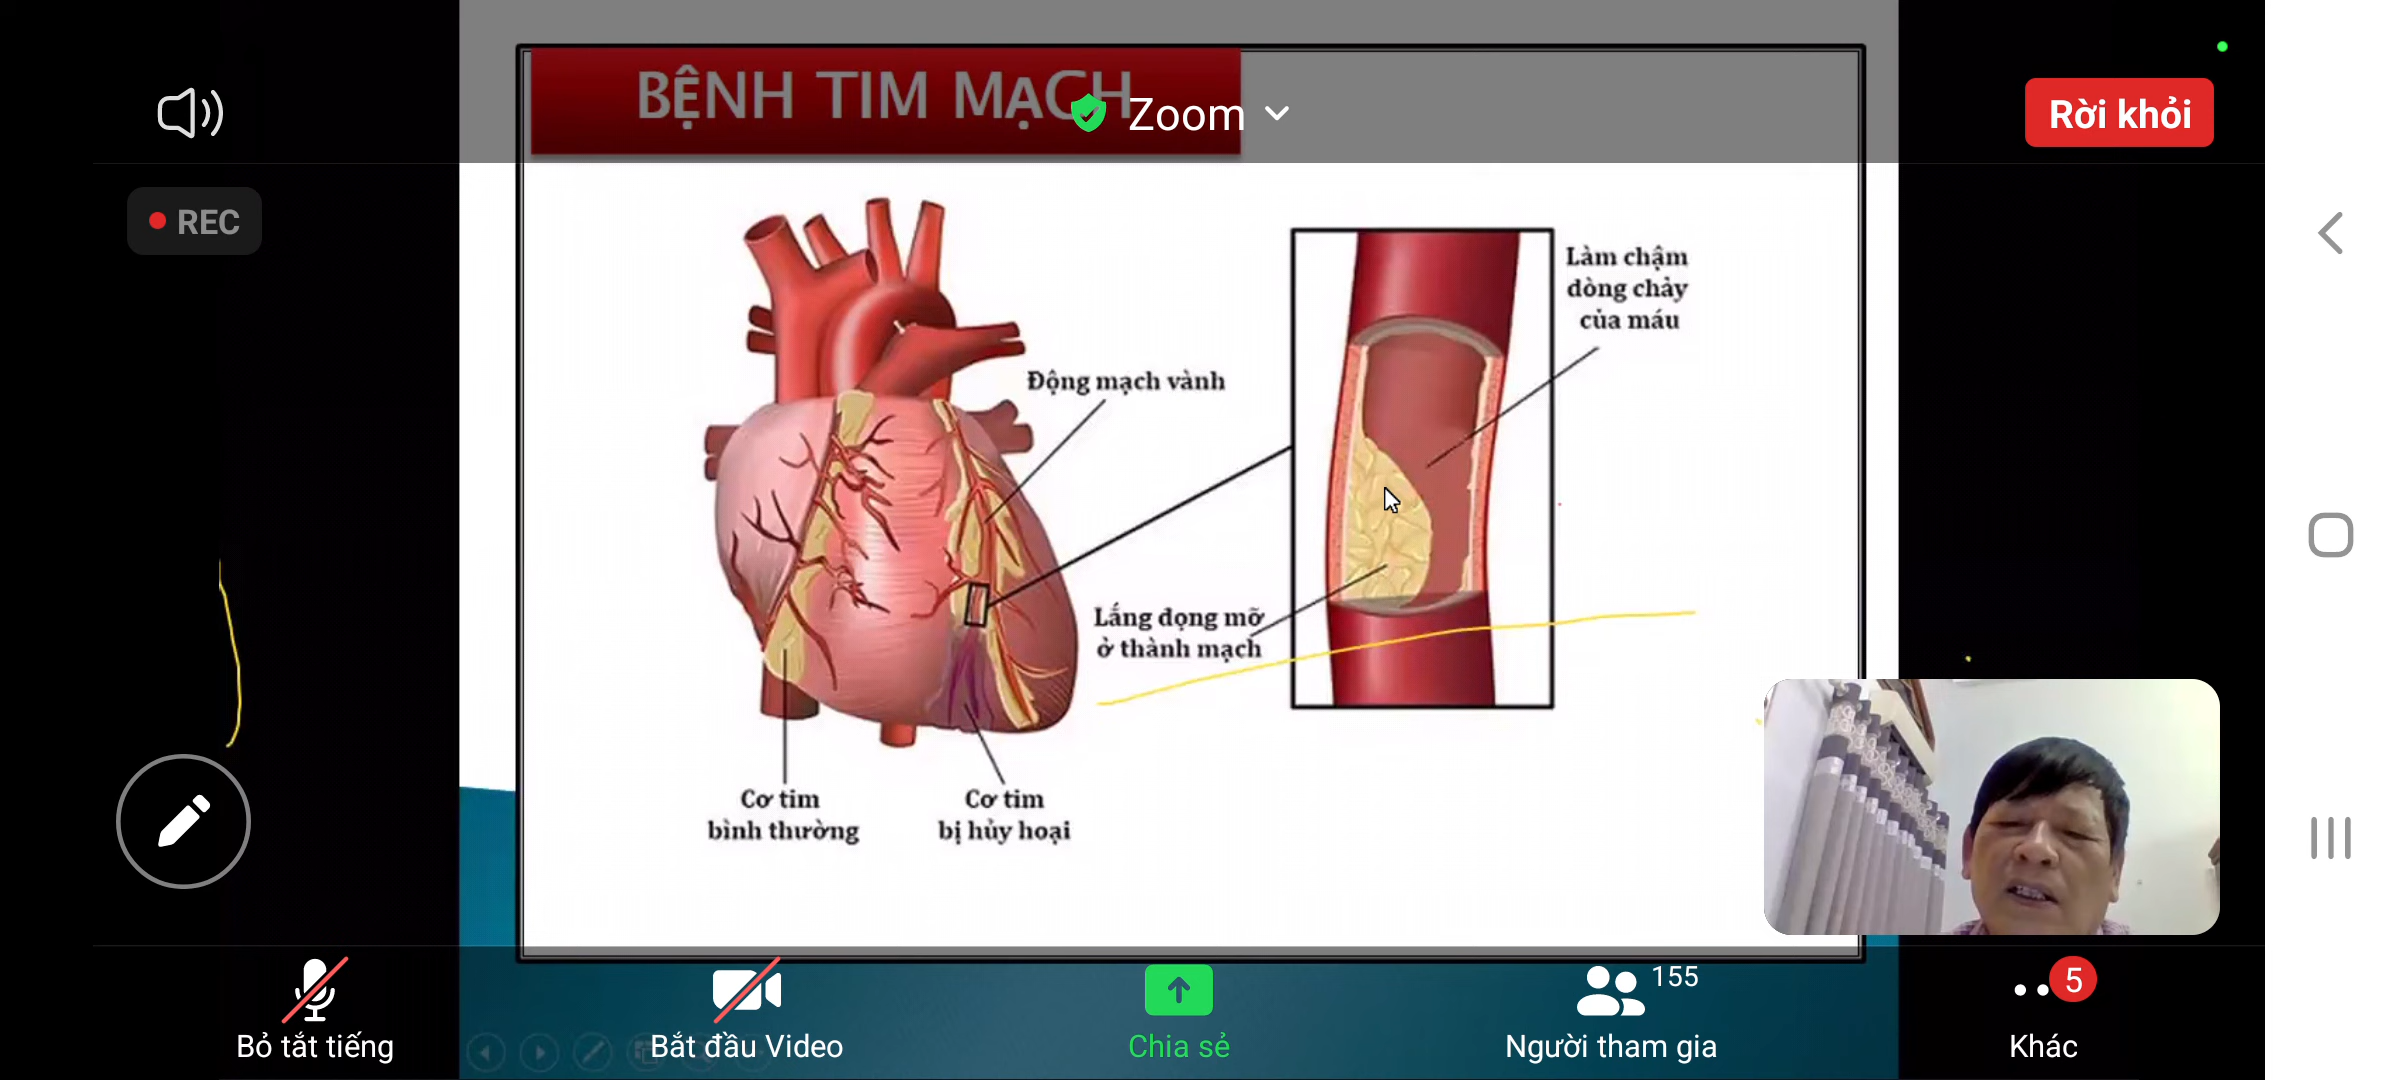 BỆNH TIM MẠCH
Zoom
Rời khỏi
REC
Làm chậm
dòng chảy
của máu
Động mạch vành
Lắng đọng mỡ
ở thành mạch
Cơ tim
bình thường
Cơ tim
bị hủy hoại
155
5
Bỏ tắt tiếng
Bắt đầu Video
Chia sẻ
Người tham gia
Khác